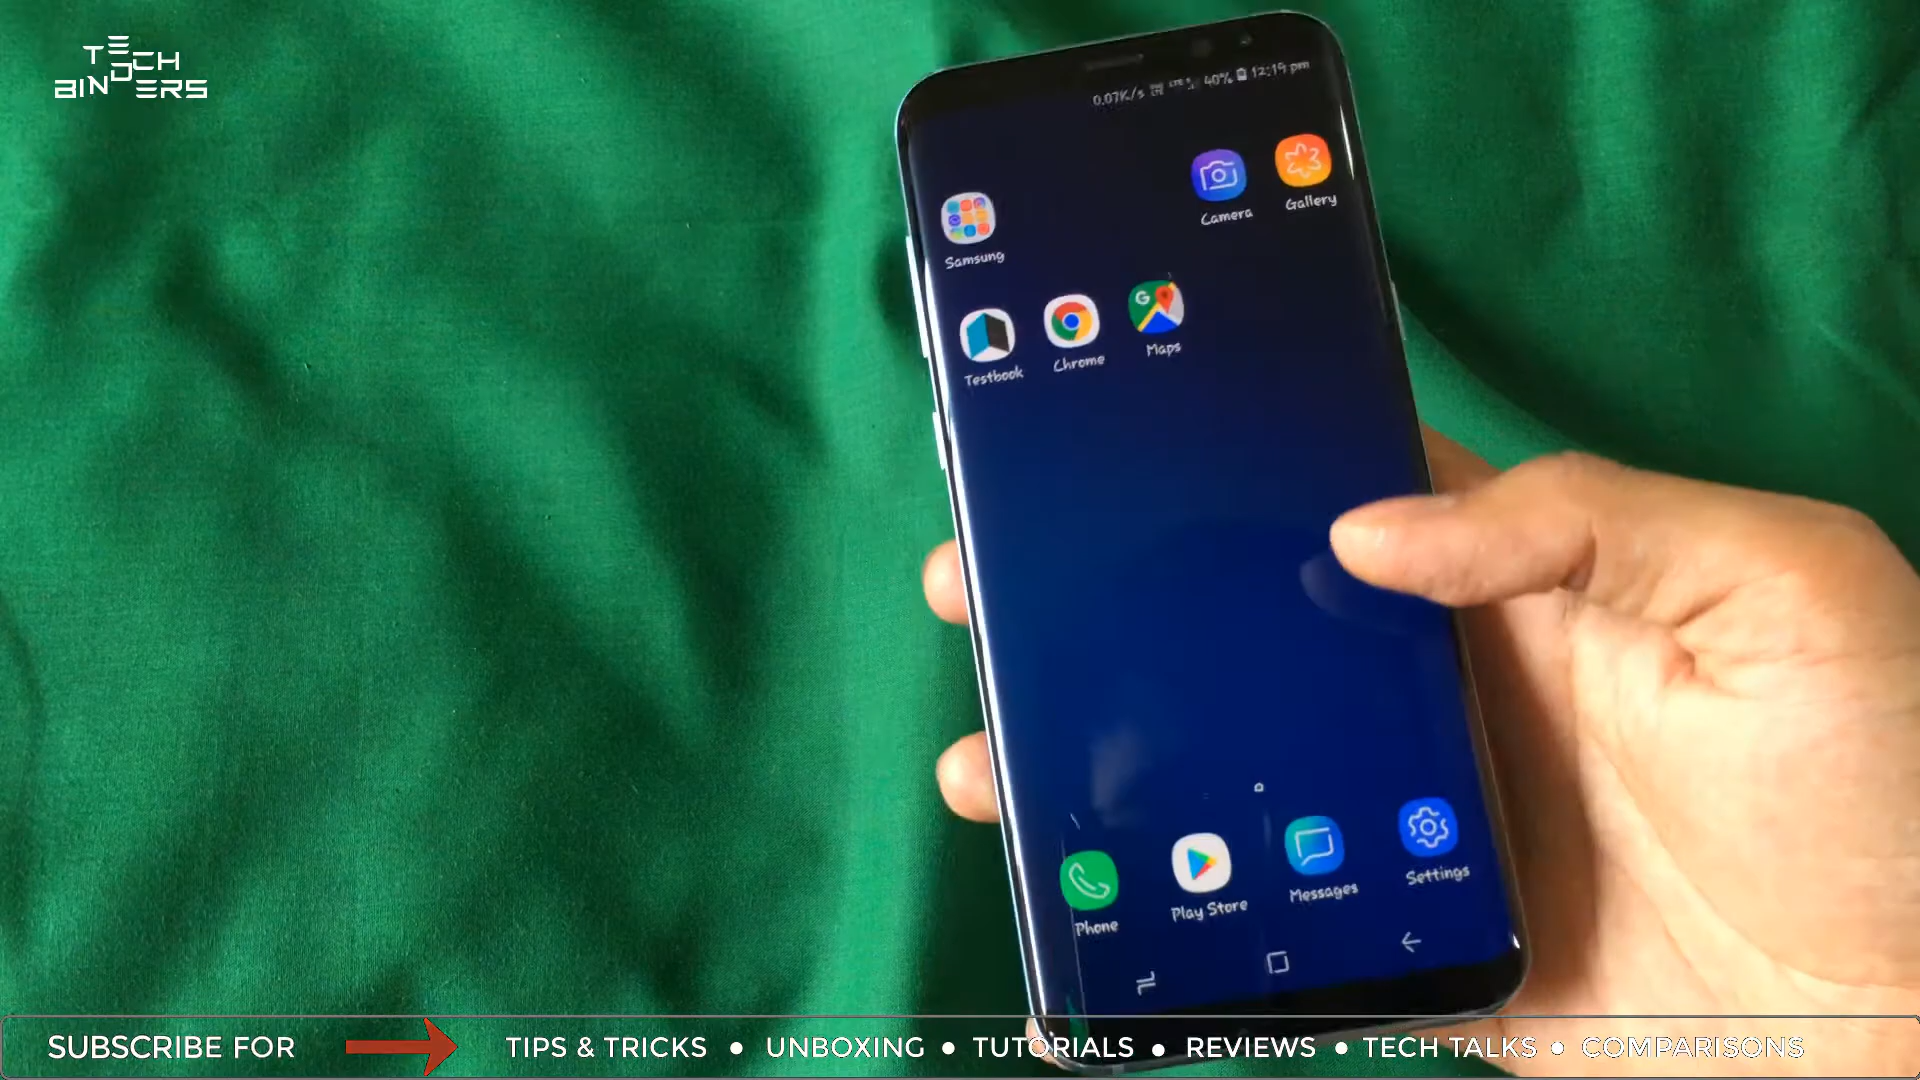 TECH
BINDERS
0.07K/s 40% 12:19 pm
Camera
Gallery
Samsung
G
Testbook
Chrome
Maps
Phone
Play Store
Messages
Settings
SUBSCRIBE FOR TIPS & TRICKS • UNBOXING • TUTORIALS • REVIEWS • TECH TALKS • COMPARISONS